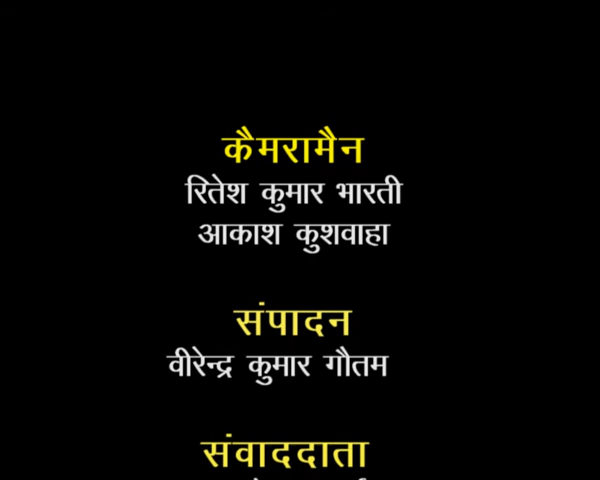 कैमरामैन
रितेश कुमार भारती
आकाश कुशवाहा
संपादन
वीरेन्द्र कुमार गौतम
संवाददाता